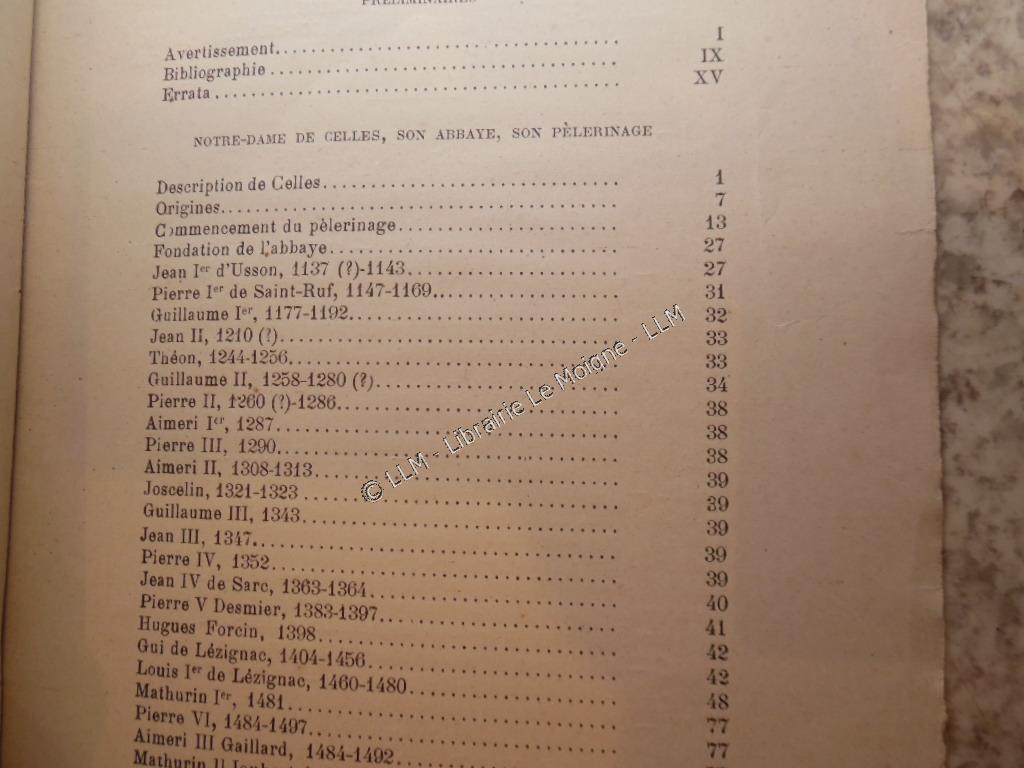 PRÉLIMINAIRES
Avertissement........................................ I
Bibliographie........................................ IX
Errata........................................ XV
NOTRE-DAME DE CELLES, SON ABBAYE, SON PÈLERINAGE
Description de Celles.............................. 1
Origines........................................ 7
Commencement du pèlerinage...................... 13
Fondation de l'abbaye............................ 27
Jean Ier d'Usson, 1137 (?)-1143..................... 27
Pierre Ier de Saint-Ruf, 1147-1169................... 31
Guillaume Ier, 1177-1192.......................... 32
Jean II, 1210 (?)................................ 33
Théon, 1244-1256................................ 33
Guillaume II, 1258-1280 (?)........................ 34
Pierre II, 1260 (?)-1286........................... 38
Aimeri Ier, 1287................................ 38
Pierre III, 1290................................ 38
Aimeri II, 1308-1313............................ 39
Joscelin, 1321-1323............................ 39
Guillaume III, 1343............................ 39
Jean III, 1347................................ 39
Pierre IV, 1352................................ 39
Jean IV de Sarc, 1363-1364........................ 40
Pierre V Desmier, 1383-1397........................ 41
Hugues Forcin, 1398............................ 42
Gui de Lézignac, 1404-1456........................ 42
Louis Ier de Lézignac, 1460-1480..................... 48
Mathurin Ier, 1481.............................. 77
Pierre VI, 1484-1497............................ 77
Aimeri III Gaillard, 1484-1492
Mathurin II
© LLM - Librairie Le Moigne - LLM